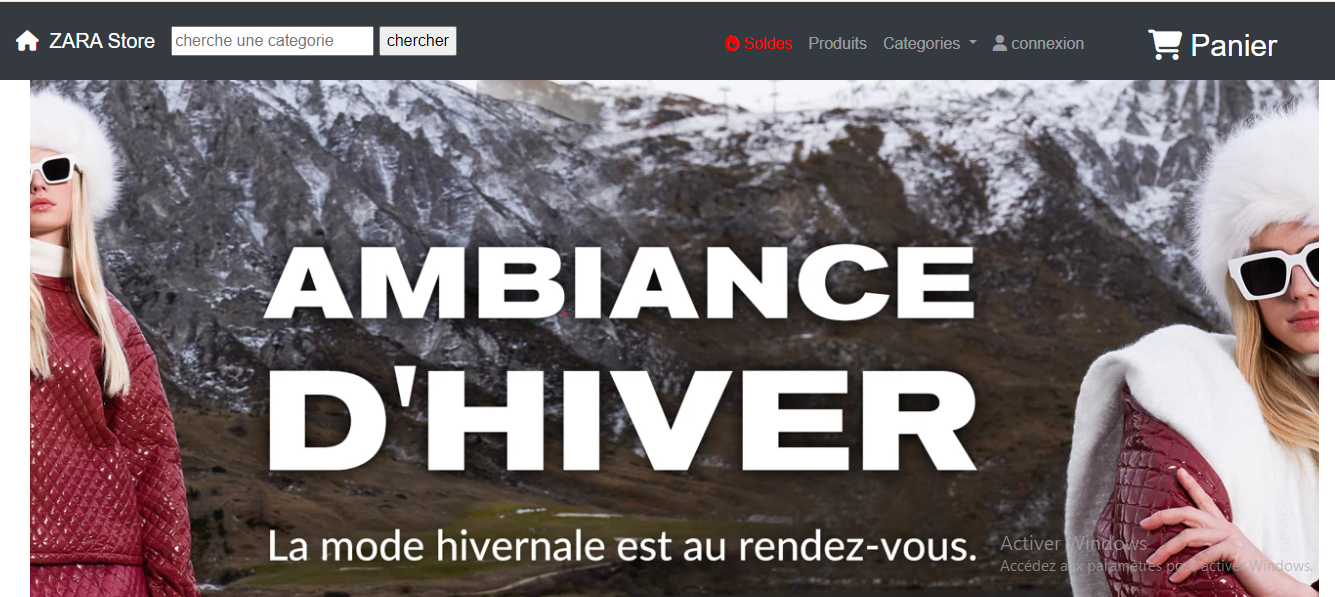 ZARA Store cherche une categorie chercher Soldes Produits Categories connexion Panier
AMBIANCE
D'HIVER
La mode hivernale est au rendez-vous.
Activer Windows
Accédez aux paramètres pour activer Windows.